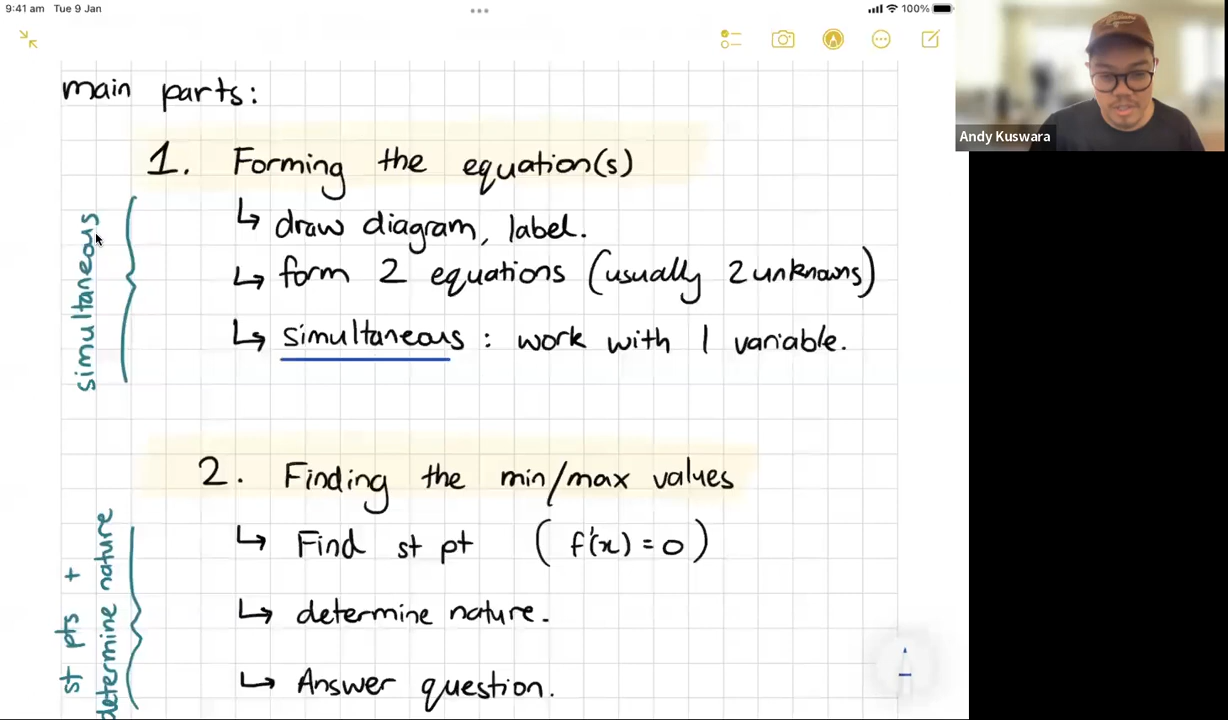 9:41 am Tue 9 Jan
100%
main parts:
1. Forming the equation(s)
↳ draw diagram, label.
↳ form 2 equations (usually 2 unknowns)
↳ simultaneous : work with 1 variable.
simultaneous
2. Finding the min/max values
↳ Find st pt ( f'(x) = 0 )
↳ determine nature.
↳ Answer question.
st pts +
determine nature
Andy Kuswara